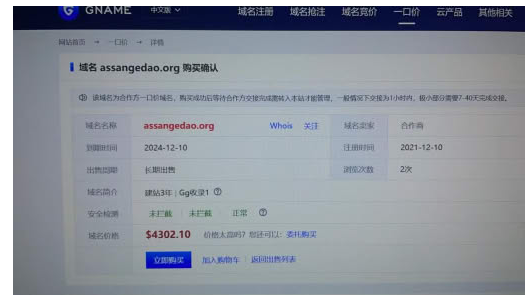 GNAME 中文版 域名注册 域名抢注 域名竞价 一口价 云产品 其他相关
网站首页 → 一口价 → 详情
域名 assangedao.org 购买确认
该域名为合作方一口价域名，购买成功后等待合作方交接完成需转入本站才能管理，一般情况下交接为1小时内，极小部分需要7-40天完成交接。
域名名称 assangedao.org Whois 关注 域名卖家 合作商
到期时间 2024-12-10 注册时间 2021-12-10
出售周期 长期出售 浏览次数 2次
域名简介 建站3年 | Gg收录1
安全检测 未拦截 未拦截 正常
域名价格 $4302.10 价格太高吗? 您还可以: 委托购买
立即购买 加入购物车 返回出售列表